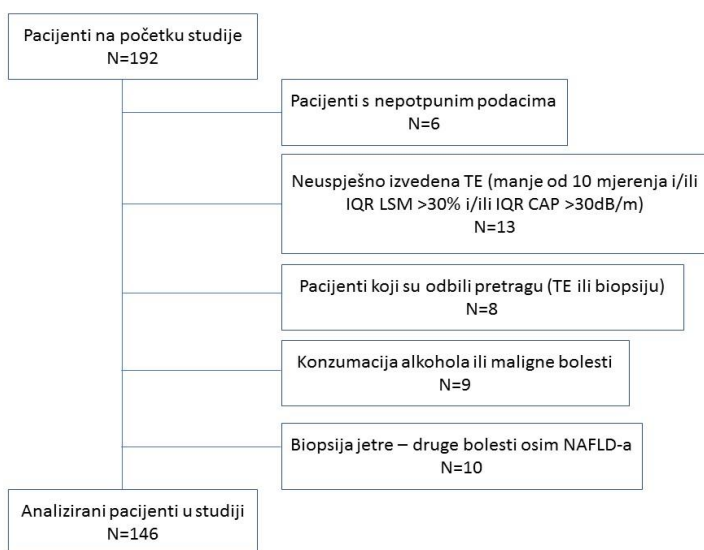 Pacijenti na početku studije
N=192
Pacijenti s nepotpunim podacima
N=6
Neuspješno izvedena TE (manje od 10 mjerenja i/ili
IQR LSM >30% i/ili IQR CAP >30dB/m)
N=13
Pacijenti koji su odbili pretragu (TE ili biopsiju)
N=8
Konzumacija alkohola ili maligne bolesti
N=9
Biopsija jetre – druge bolesti osim NAFLD-a
N=10
Analizirani pacijenti u studiji
N=146